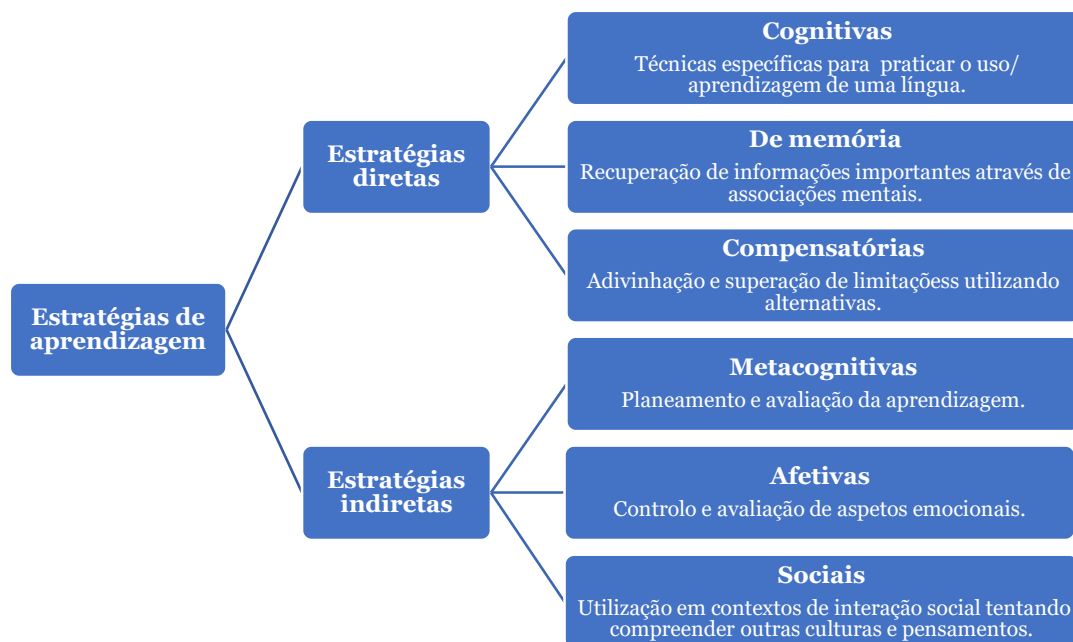 Estratégias de
aprendizagem
Estratégias
diretas
Cognitivas
Técnicas específicas para praticar o uso/
aprendizagem de uma língua.
De memória
Recuperação de informações importantes através de
associações mentais.
Compensatórias
Adivinhação e superação de limitaçõess utilizando
alternativas.
Estratégias
indiretas
Metacognitivas
Planeamento e avaliação da aprendizagem.
Afetivas
Controlo e avaliação de aspetos emocionais.
Sociais
Utilização em contextos de interação social tentando
compreender outras culturas e pensamentos.